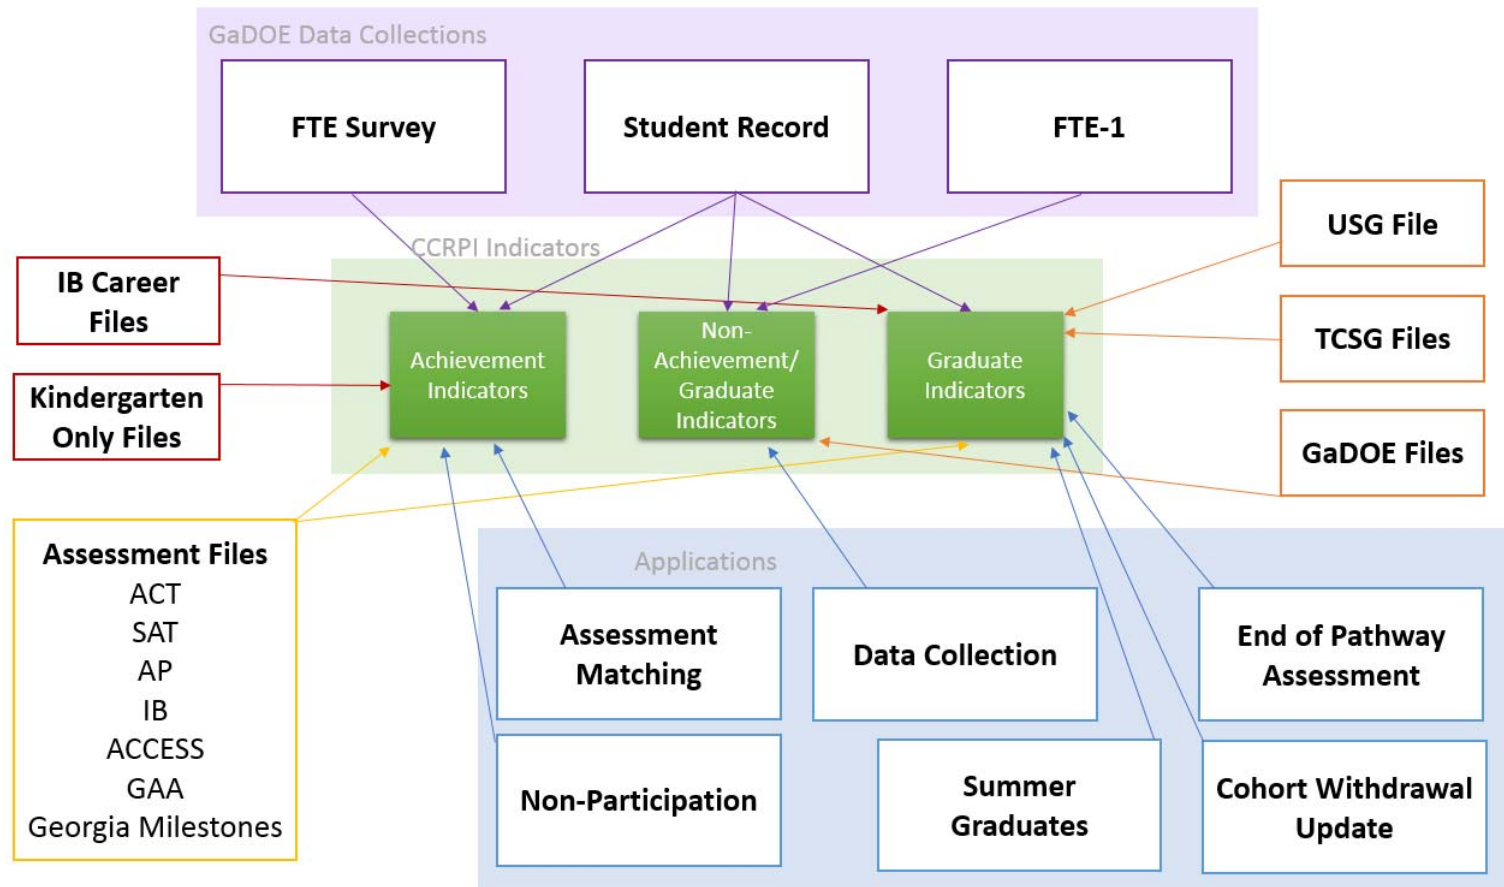 GaDOE Data Collections
FTE Survey
Student Record
FTE-1
USG File
CCRPI Indicators
IB Career
Files
TCSG Files
Achievement
Indicators
Non-
Achievement/
Graduate
Indicators
Graduate
Indicators
Kindergarten
Only Files
GaDOE Files
Assessment Files
ACT
SAT
AP
IB
ACCESS
GAA
Georgia Milestones
Applications
Assessment
Matching
Data Collection
End of Pathway
Assessment
Non-Participation
Summer
Graduates
Cohort Withdrawal
Update